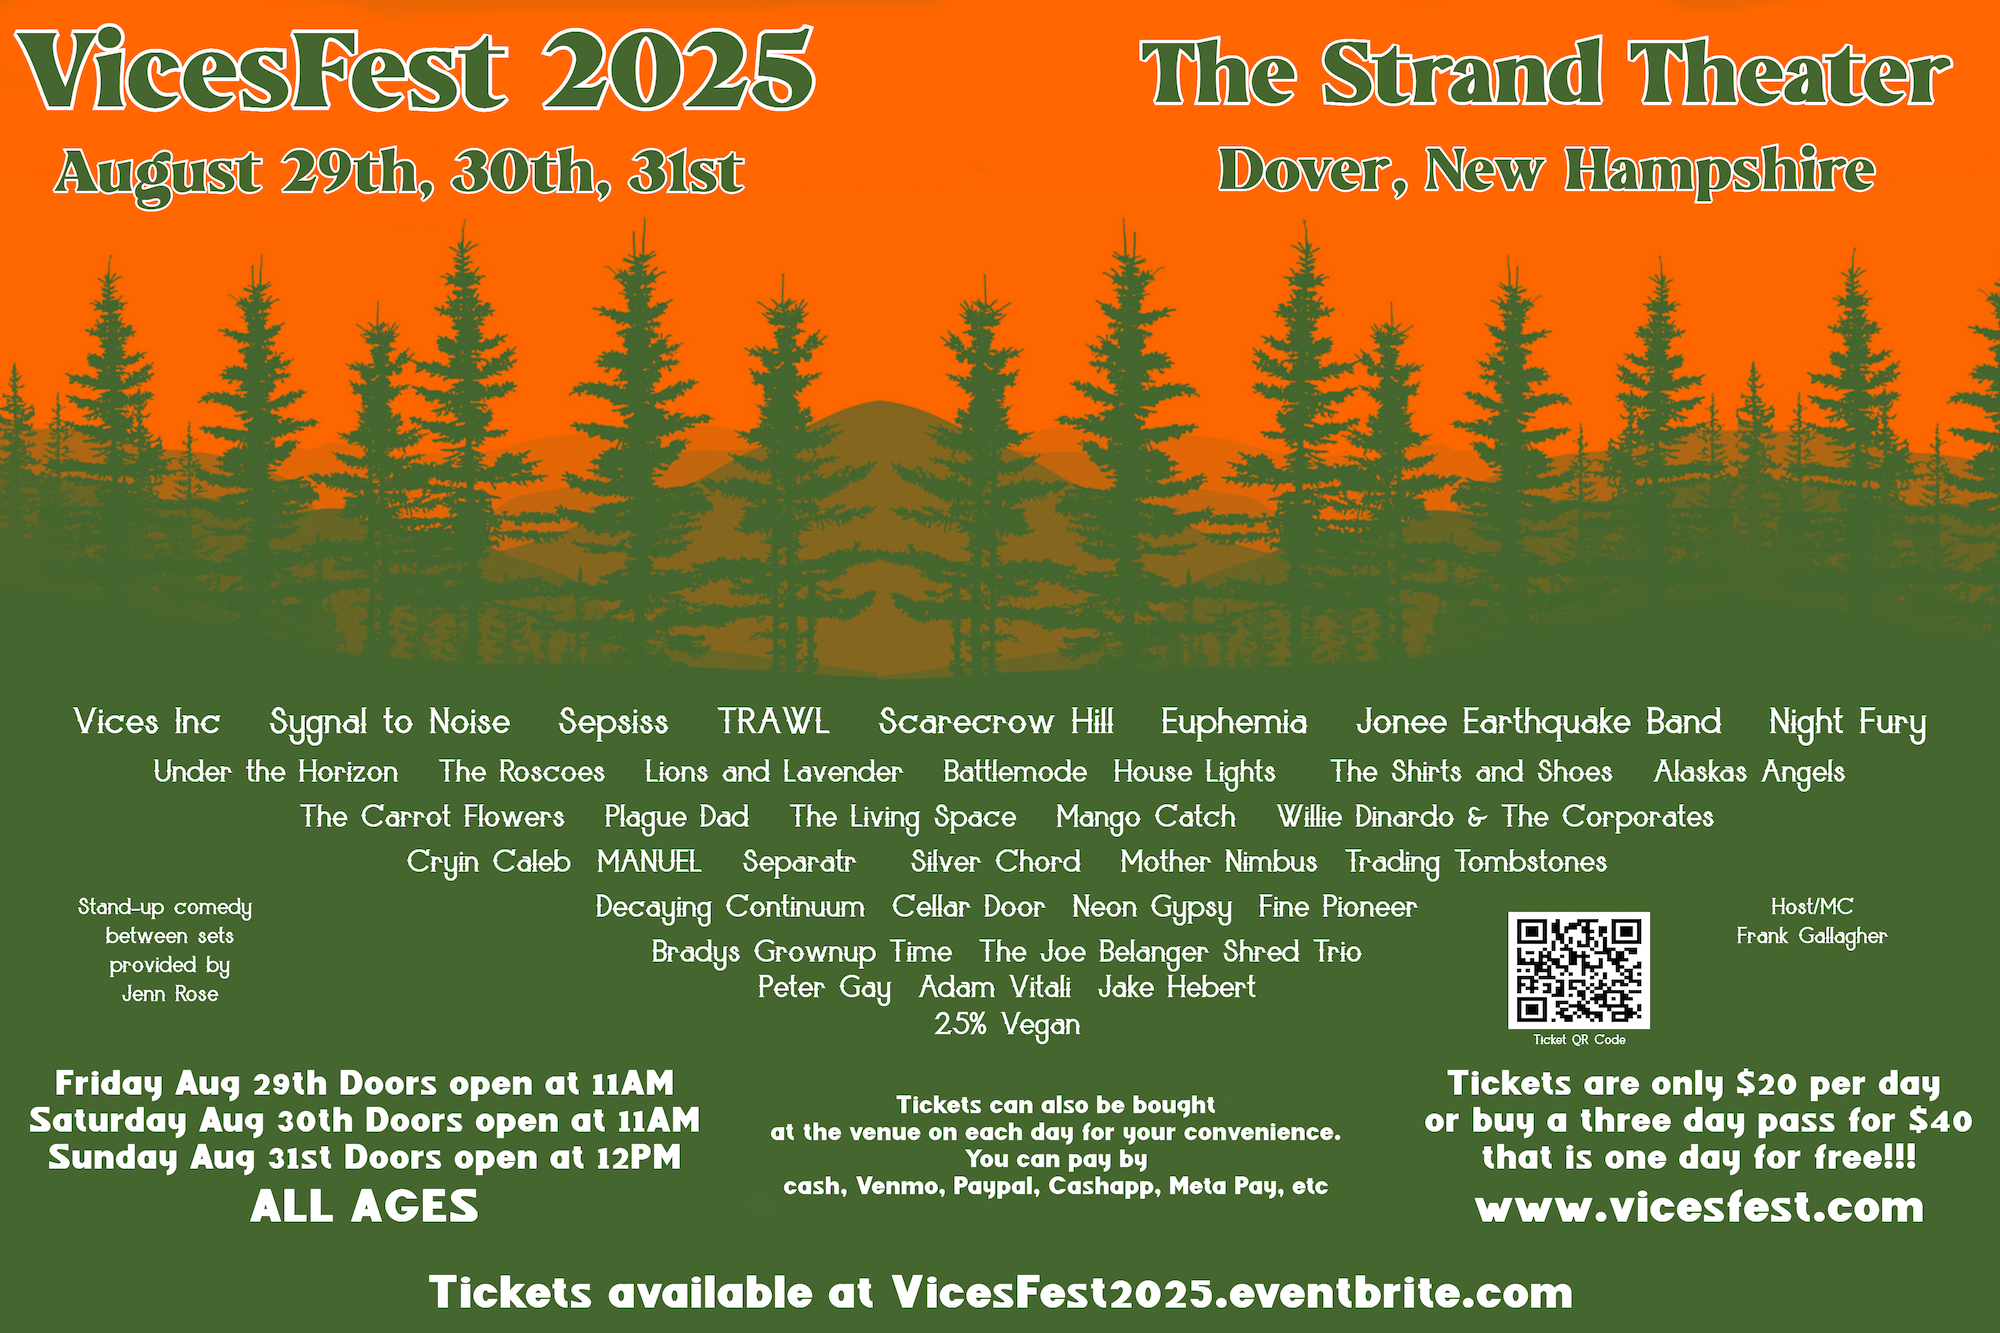 VicesFest 2025
The Strand Theater
August 29th, 30th, 31st
Dover, New Hampshire
Vices Inc Sygnal to Noise Sepsiss TRAWL Scarecrow Hill Euphemia Jonee Earthquake Band Night Fury
Under the Horizon The Roscoes Lions and Lavender Battlemode House Lights The Shirts and Shoes Alaskas Angels
The Carrot Flowers Plague Dad The Living Space Mango Catch Willie Dinardo & The Corporates
Cryin Caleb MANUEL Separatr Silver Chord Mother Nimbus Trading Tombstones
Decaying Continuum Cellar Door Neon Gypsy Fine Pioneer
Bradys Grownup Time The Joe Belanger Shred Trio
Peter Gay Adam Vitali Jake Hebert
25% Vegan
Stand-up comedy
between sets
provided by
Jenn Rose
Ticket QR Code
Host/MC
Frank Gallagher
Friday Aug 29th Doors open at 11AM
Saturday Aug 30th Doors open at 11AM
Sunday Aug 31st Doors open at 12PM
ALL AGES
Tickets can also be bought
at the venue on each day for your convenience.
You can pay by
cash, Venmo, Paypal, Cashapp, Meta Pay, etc
Tickets are only $20 per day
or buy a three day pass for $40
that is one day for free!!!
www.vicesfest.com
Tickets available at VicesFest2025.eventbrite.com